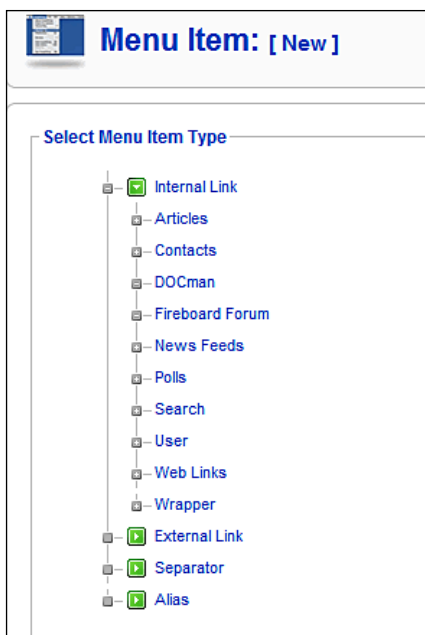 Menu Item: [ New ]
Select Menu Item Type
Internal Link
Articles
Contacts
DOCman
Fireboard Forum
News Feeds
Polls
Search
User
Web Links
Wrapper
External Link
Separator
Alias